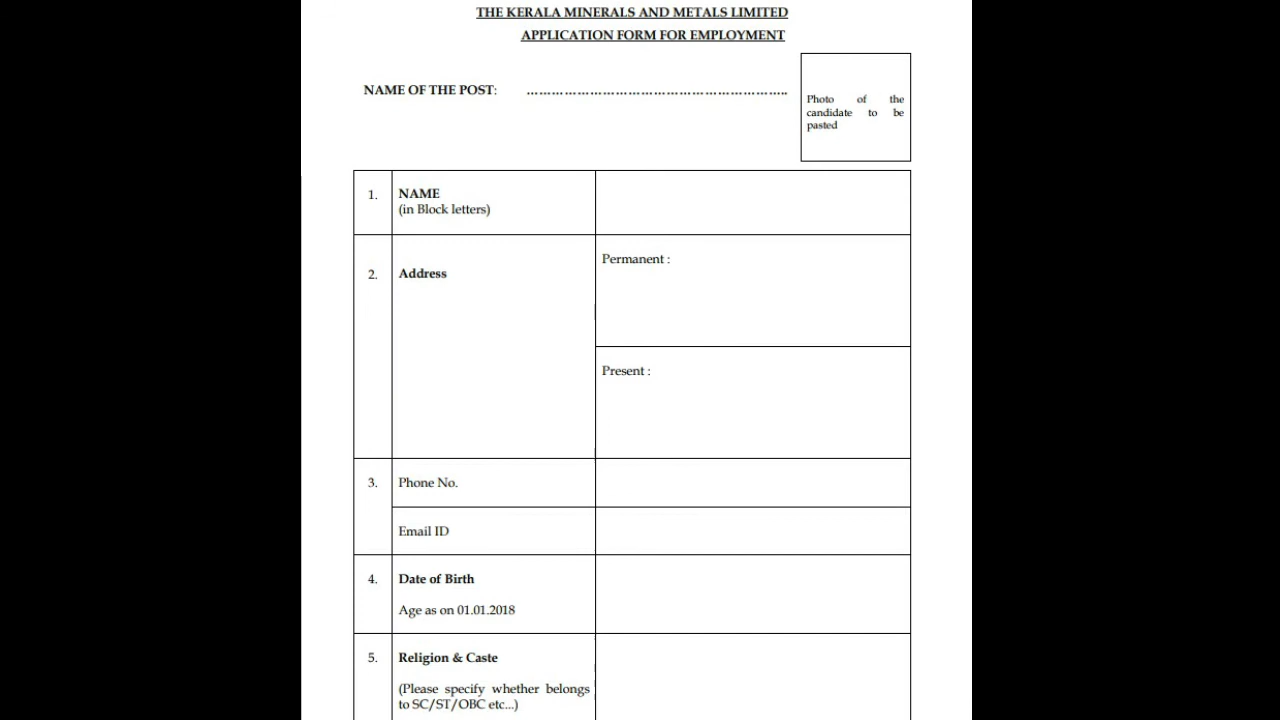 THE KERALA MINERALS AND METALS LIMITED
APPLICATION FORM FOR EMPLOYMENT
NAME OF THE POST: ……………………………………………………..
Photo of the
candidate to be
pasted
1. NAME
(in Block letters)
2. Address
Permanent :
Present :
3. Phone No.
Email ID
4. Date of Birth
Age as on 01.01.2018
5. Religion & Caste
(Please specify whether belongs
to SC/ST/OBC etc...)